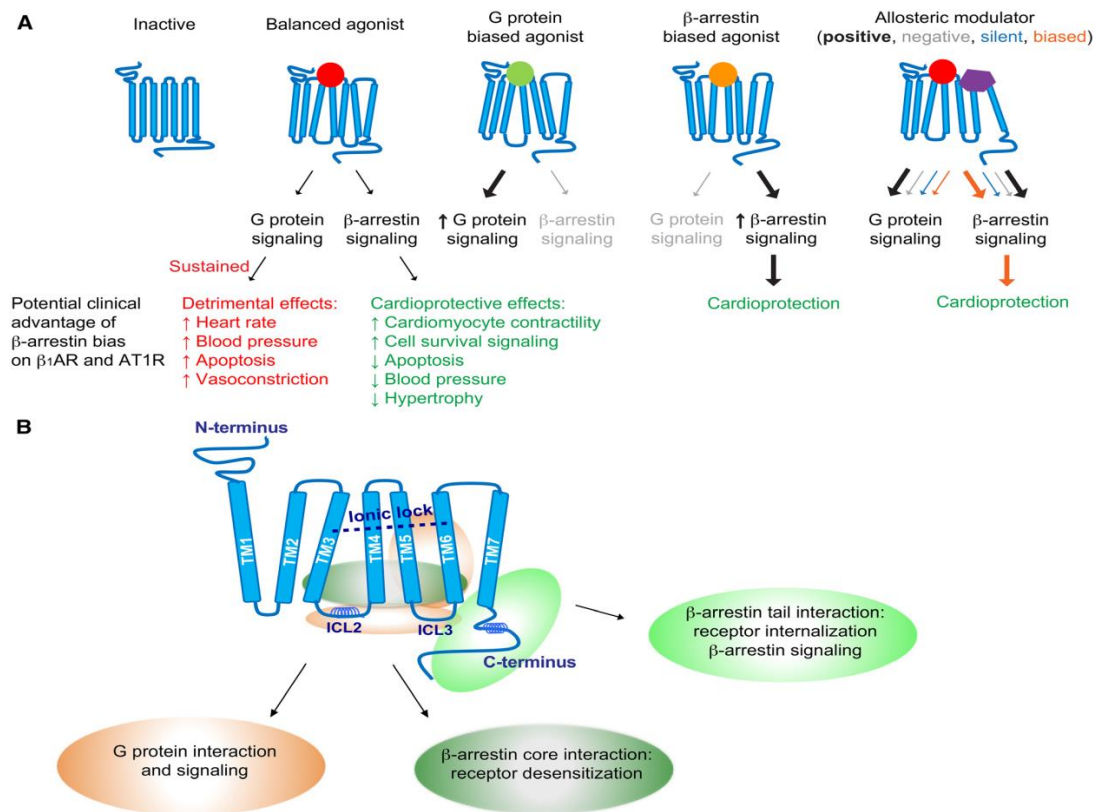 A
Inactive
Balanced agonist
G protein
biased agonist
β-arrestin
biased agonist
Allosteric modulator
(positive, negative, silent, biased)
G protein
signaling
β-arrestin
signaling
↑ G protein
signaling
β-arrestin
signaling
G protein
signaling
↑ β-arrestin
signaling
G protein
signaling
β-arrestin
signaling
Sustained
Potential clinical
advantage of
β-arrestin bias
on β1AR and AT1R
Detrimental effects:
↑ Heart rate
↑ Blood pressure
↑ Apoptosis
↑ Vasoconstriction
Cardioprotective effects:
↑ Cardiomyocyte contractility
↑ Cell survival signaling
↓ Apoptosis
↓ Blood pressure
↓ Hypertrophy
Cardioprotection
Cardioprotection
B
N-terminus
Ionic lock
TM1
TM2
TM3
TM4
TM5
TM6
TM7
ICL2
ICL3
C-terminus
β-arrestin tail interaction:
receptor internalization
β-arrestin signaling
G protein interaction
and signaling
β-arrestin core interaction:
receptor desensitization